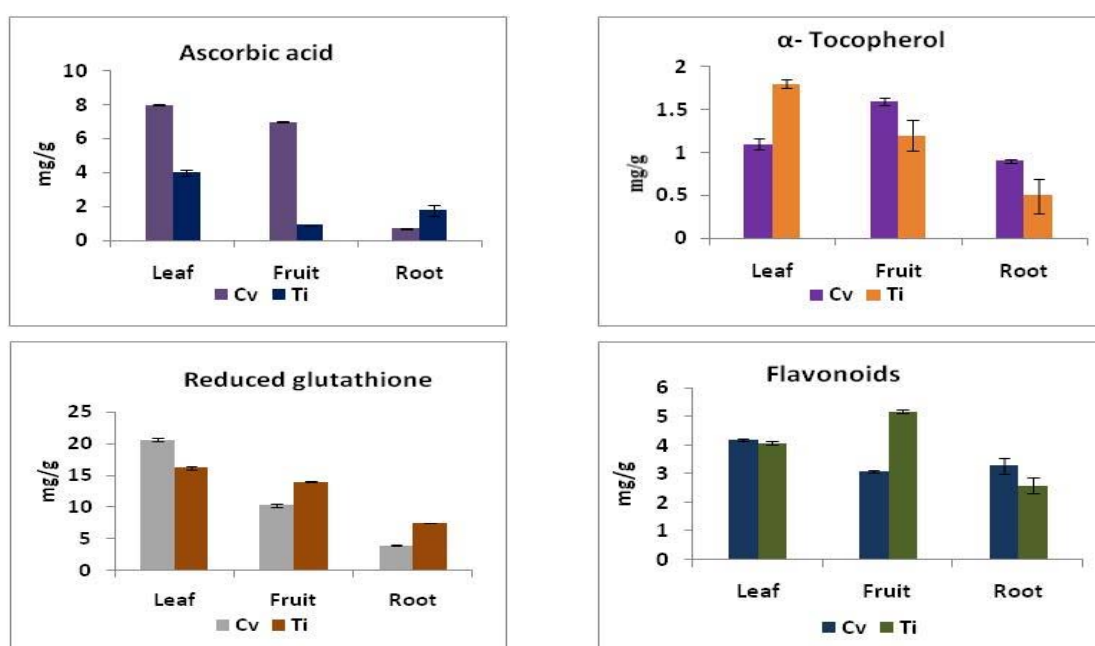 Ascorbic acid
10
8
6
4
2
0
mg/g
Leaf Fruit Root
Cv Ti
α- Tocopherol
2
1.5
1
0.5
0
mg/g
Leaf Fruit Root
Cv Ti
Reduced glutathione
25
20
15
10
5
0
mg/g
Leaf Fruit Root
Cv Ti
Flavonoids
6
5
4
3
2
1
0
mg/g
Leaf Fruit Root
Cv Ti